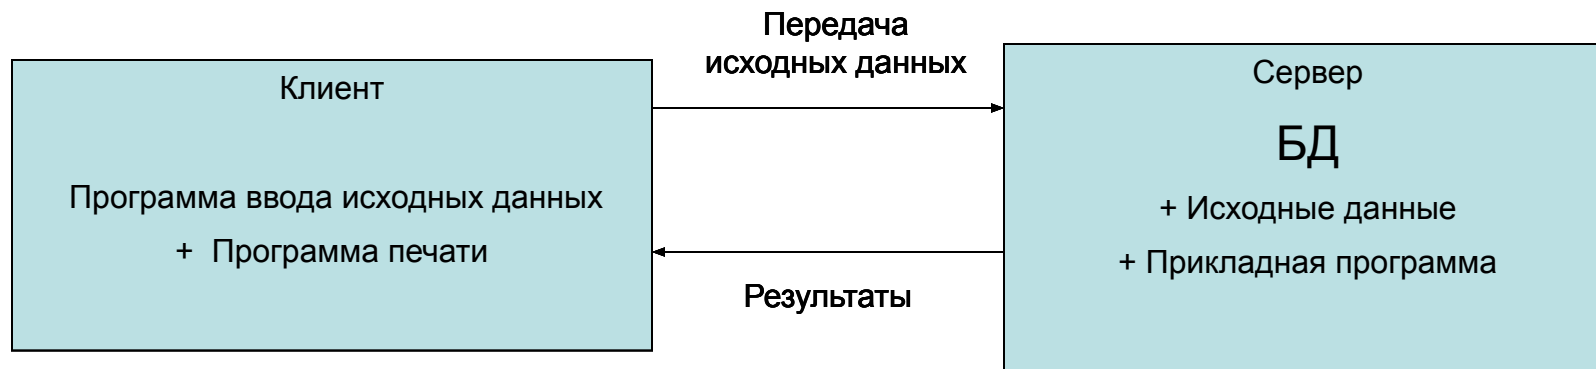 Клиент
Программа ввода исходных данных
+ Программа печати
Передача
исходных данных
Результаты
Сервер
БД
+ Исходные данные
+ Прикладная программа